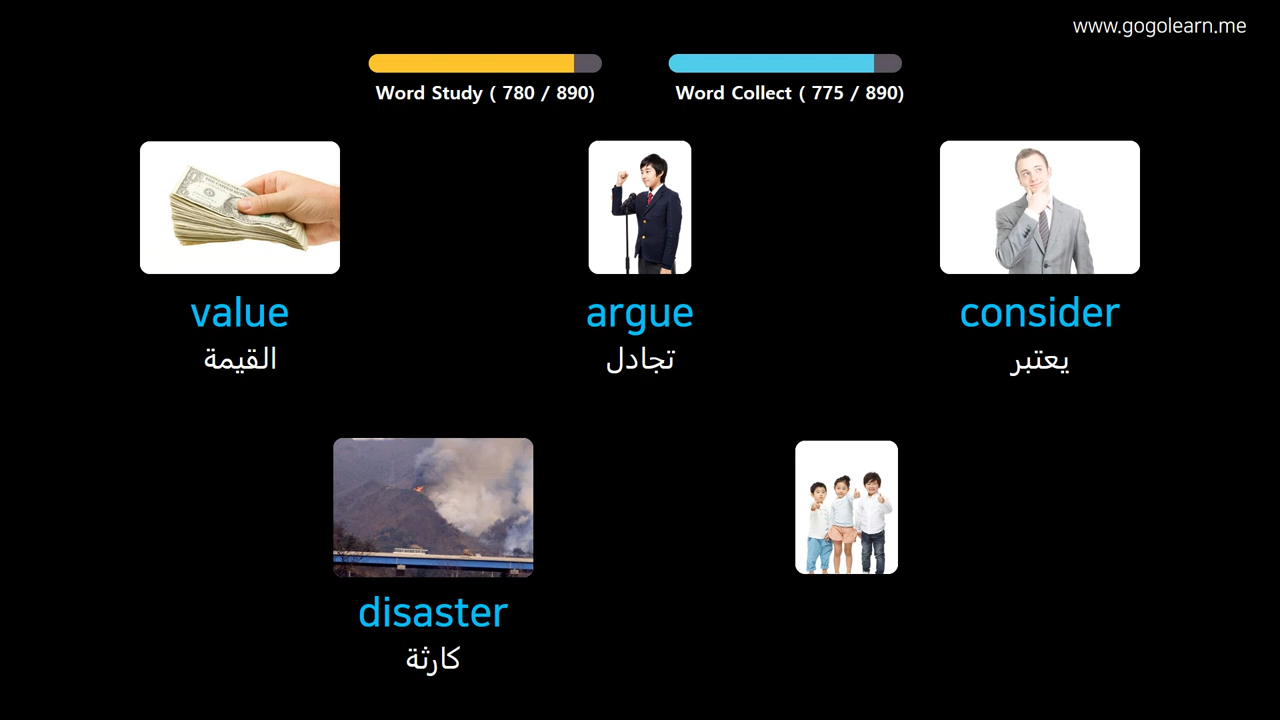 www.gogolearn.me
Word Study ( 780 / 890)
Word Collect ( 775 / 890)
value
القيمة
argue
تجادل
consider
يعتبر
disaster
كارثة